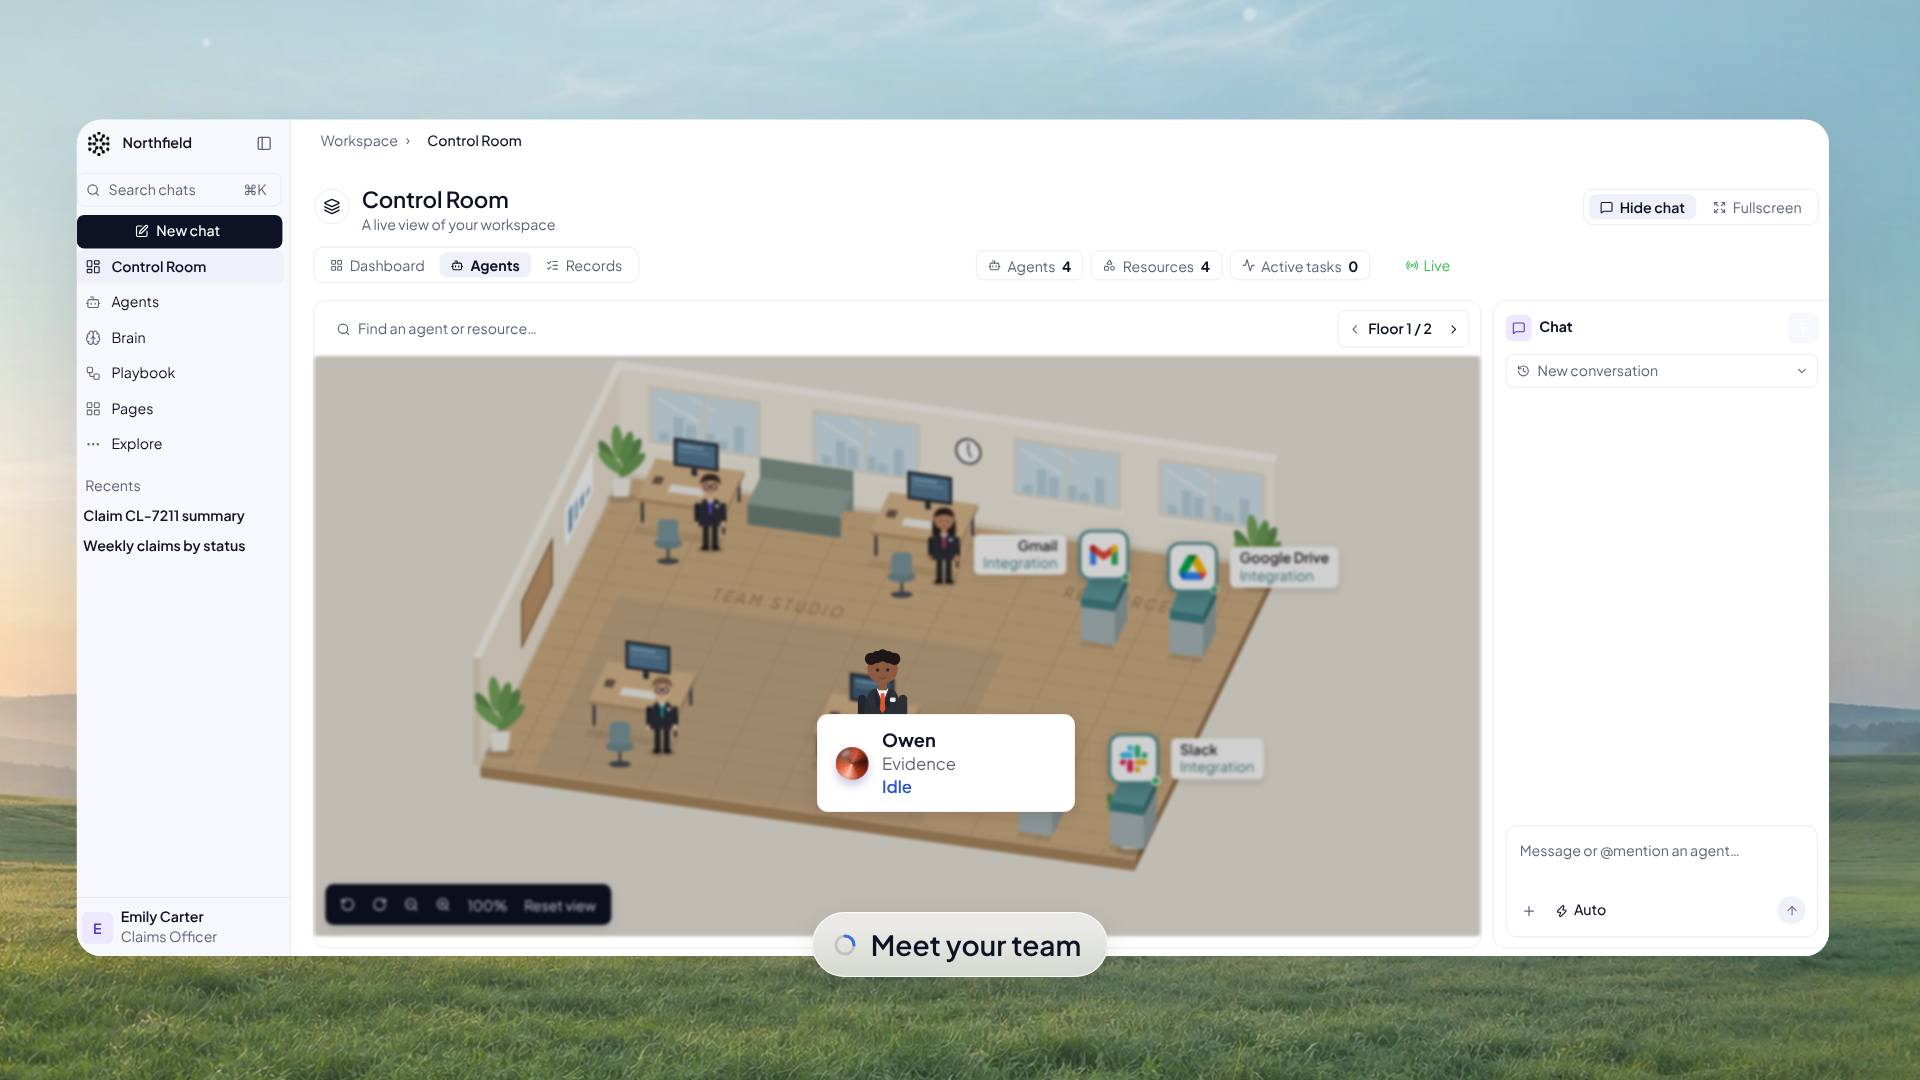 Northfield
Search chats ⌘K
New chat
Control Room
Agents
Brain
Playbook
Pages
Explore
Recents
Claim CL-7211 summary
Weekly claims by status
E
Emily Carter
Claims Officer
Workspace › Control Room
Control Room
A live view of your workspace
Hide chat Fullscreen
Dashboard Agents Records
Agents 4 Resources 4 Active tasks 0 Live
Find an agent or resource...
Floor 1 / 2
TEAM STUDIO
Gmail
Integration
Google Drive
Integration
Owen
Evidence
Idle
Slack
Integration
100% Reset view
Meet your team
Chat
New conversation
Message or @mention an agent...
Auto